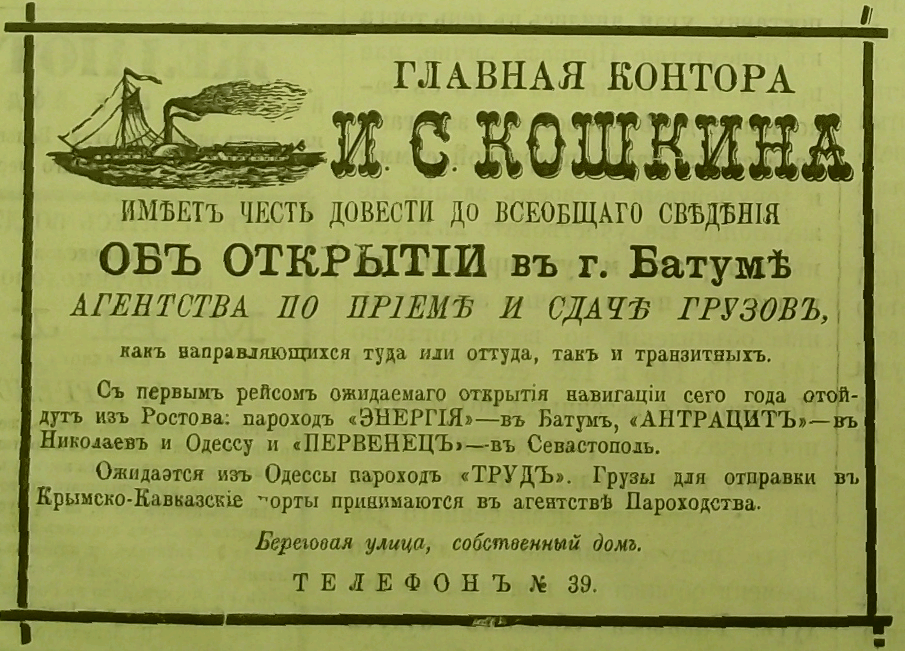 ГЛАВНАЯ КОНТОРА
И. С. КОШКИНА
ИМѢЕТЪ ЧЕСТЬ ДОВЕСТИ ДО ВСЕОБЩАГО СВѢДѢНІЯ
ОБЪ ОТКРЫТІИ въ г. Батумѣ
АГЕНТСТВА ПО ПРІЕМѢ И СДАЧѢ ГРУЗОВЪ,
какъ направляющихся туда или оттуда, такъ и транзитныхъ.
Съ первымъ рейсомъ ожидаемаго открытія навигаціи сего года отой-
дутъ изъ Ростова: пароходъ «ЭНЕРГІЯ»—въ Батумъ, «АНТРАЦИТЪ»—въ
Николаевъ и Одессу и «ПЕРВЕНЕЦЪ»—въ Севастополь.
Ожидаэтся изъ Одессы пароходъ «ТРУДЪ». Грузы для отправки въ
Крымско-Кавказскіе порты принимаются въ агентствѣ Пароходства.
Береговая улица, собственный домъ.
ТЕЛЕФОНЪ № 39.